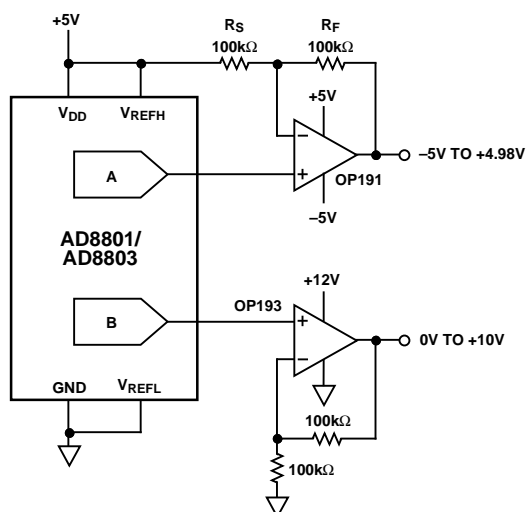 +5V
RS
100kΩ
RF
100kΩ
VDD
VREFH
+5V
–
+
A
–5V TO +4.98V
OP191
–5V
AD8801/
AD8803
+12V
OP193
B
+
–
0V TO +10V
GND
VREFL
100kΩ
100kΩ